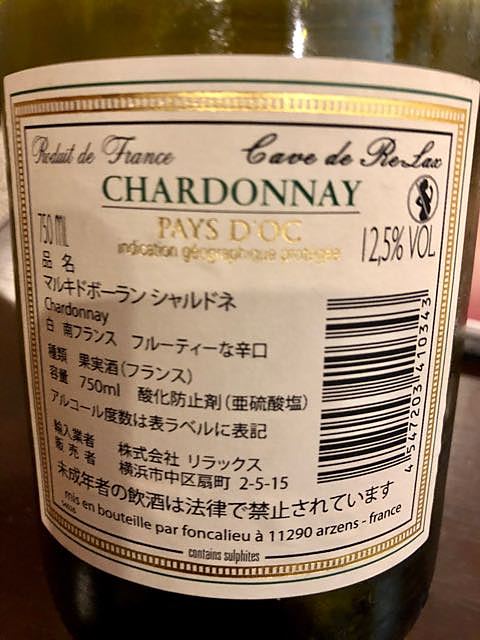 Produit de France
Cave de ReLax
CHARDONNAY
750 ML
PAYS D'OC
12,5% VOL
indication géographique protégée
品 名
マルキドボーラン シャルドネ
Chardonnay
白 南フランス フルーティーな辛口
種類 果実酒(フランス)
容量 750ml 酸化防止剤(亜硫酸塩)
アルコール度数は表ラベルに表記
輸入業者 株式会社 リラックス
販 売 者 横浜市中区扇町 2-5-15
4 547203 410343
未成年者の飲酒は法律で禁止されています
mis en bouteille par foncalieu à 11290 arzens - france
contains sulphites